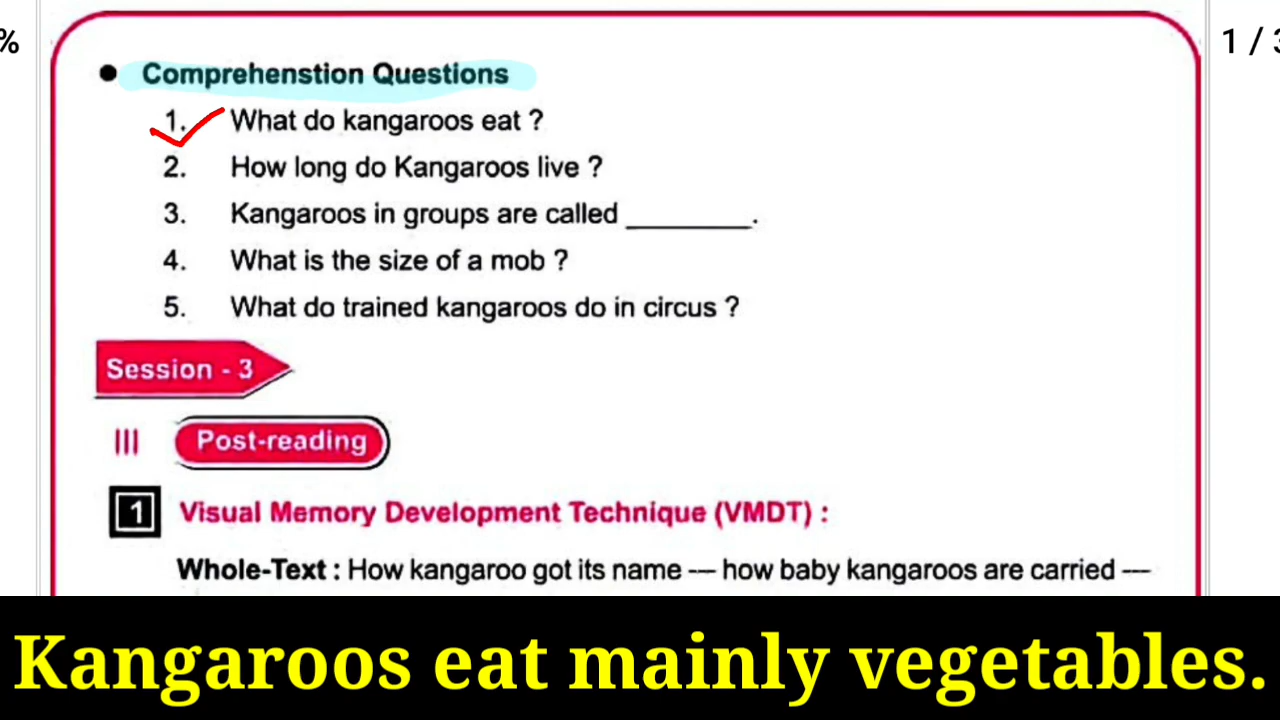 %
1 / 3
● Comprehenstion Questions
1. What do kangaroos eat ?
2. How long do Kangaroos live ?
3. Kangaroos in groups are called ________.
4. What is the size of a mob ?
5. What do trained kangaroos do in circus ?
Session - 3
III Post-reading
1 Visual Memory Development Technique (VMDT) :
Whole-Text : How kangaroo got its name --- how baby kangaroos are carried ---
Kangaroos eat mainly vegetables.